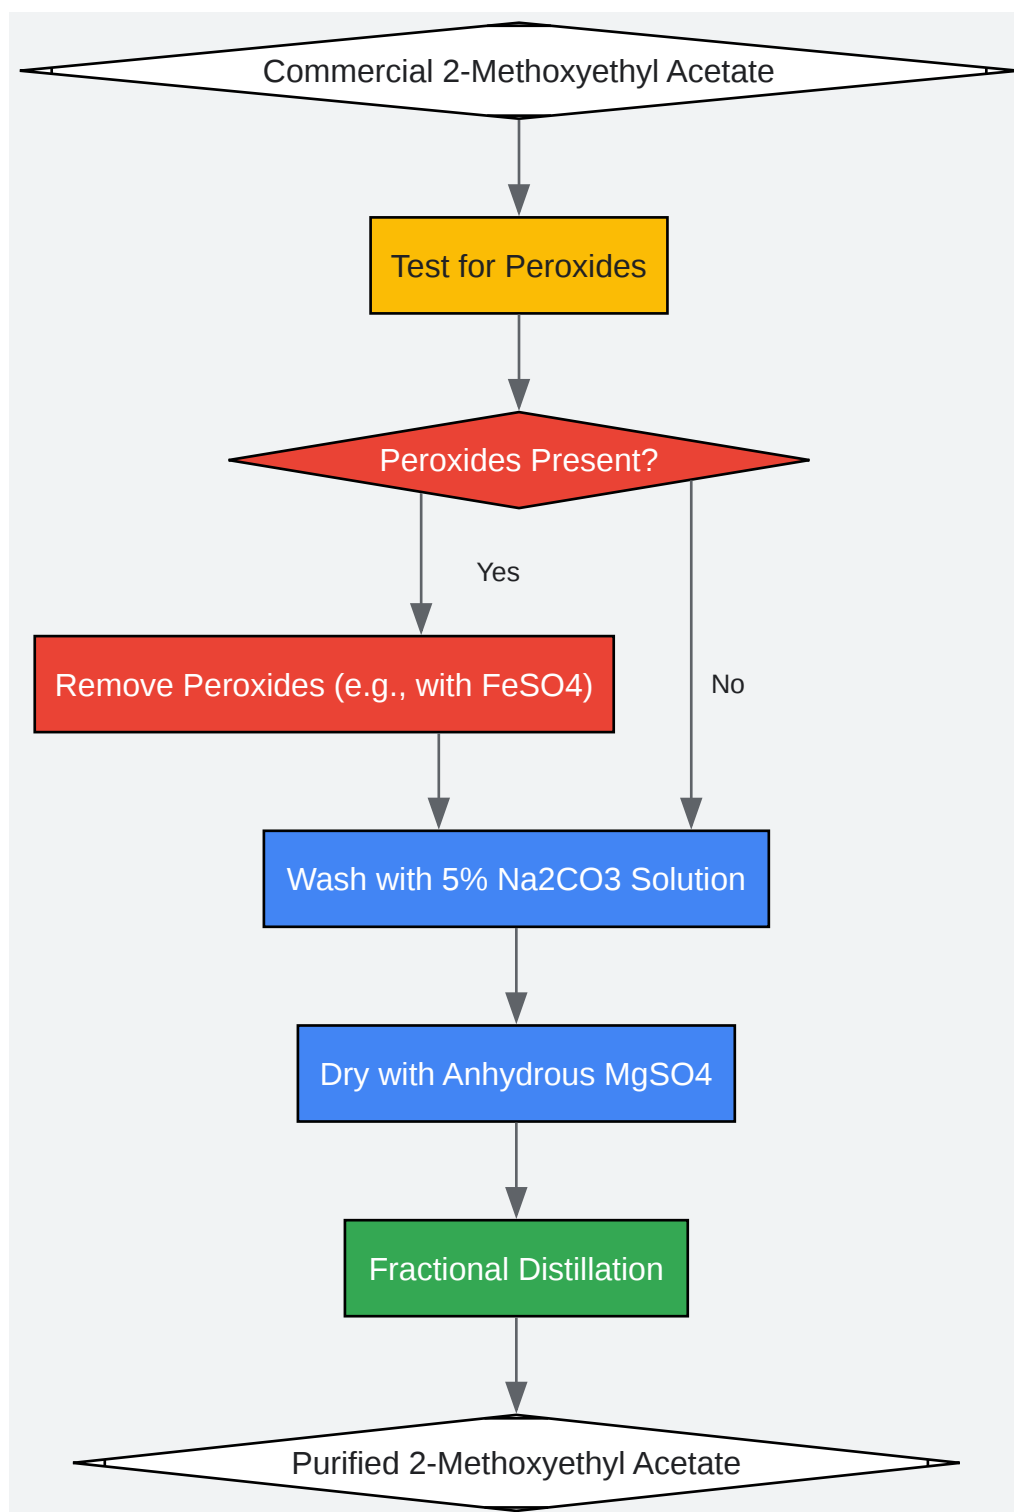 Commercial 2-Methoxyethyl Acetate
Test for Peroxides
Peroxides Present?
Yes
Remove Peroxides (e.g., with FeSO4)
No
Wash with 5% Na2CO3 Solution
Dry with Anhydrous MgSO4
Fractional Distillation
Purified 2-Methoxyethyl Acetate